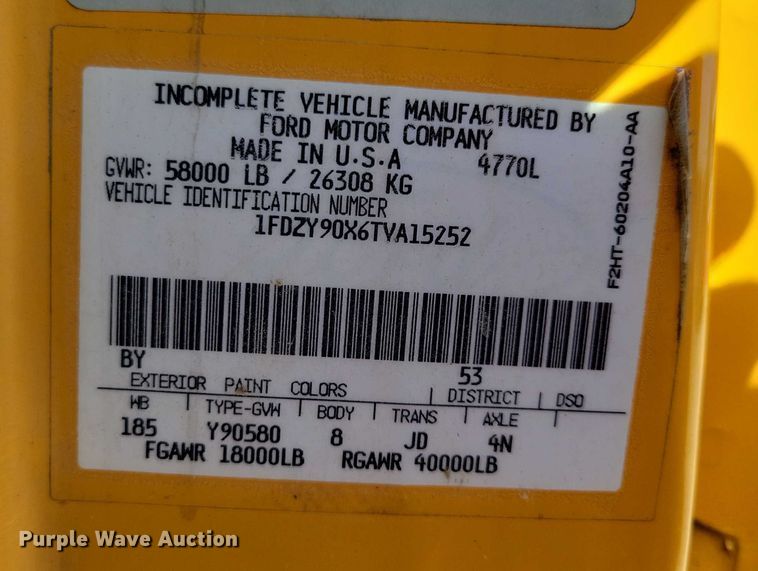 INCOMPLETE VEHICLE MANUFACTURED BY
FORD MOTOR COMPANY
MADE IN U.S.A 4770L
GVWR: 58000 LB / 26308 KG
VEHICLE IDENTIFICATION NUMBER
1FDZY90X6TVA15252
F2HT-60204A10-AA
BY 53
EXTERIOR PAINT COLORS DISTRICT DSO
WB TYPE-GVW BODY TRANS AXLE
185 Y90580 8 JD 4N
FGAWR 18000LB RGAWR 40000LB
Purple Wave Auction